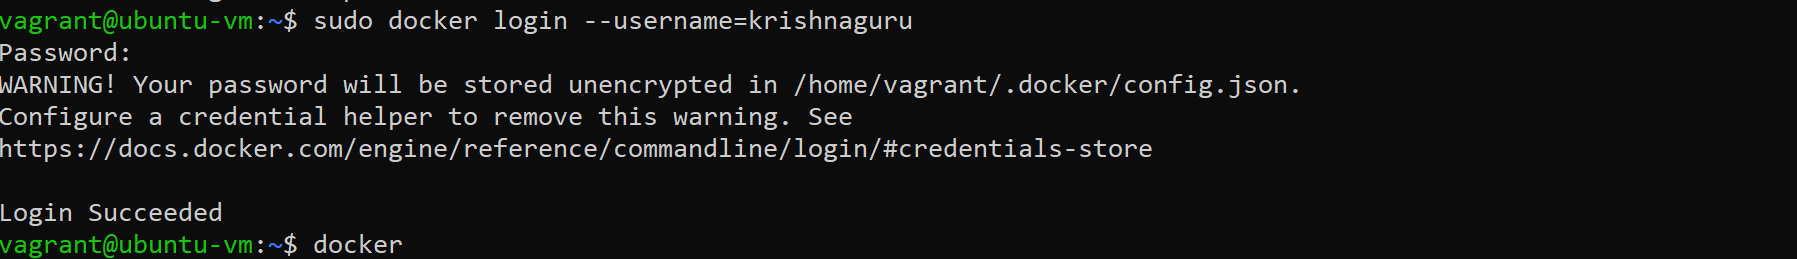 vagrant@ubuntu-vm:~$ sudo docker login --username=krishnaguru
Password:
WARNING! Your password will be stored unencrypted in /home/vagrant/.docker/config.json.
Configure a credential helper to remove this warning. See
https://docs.docker.com/engine/reference/commandline/login/#credentials-store

Login Succeeded
vagrant@ubuntu-vm:~$ docker